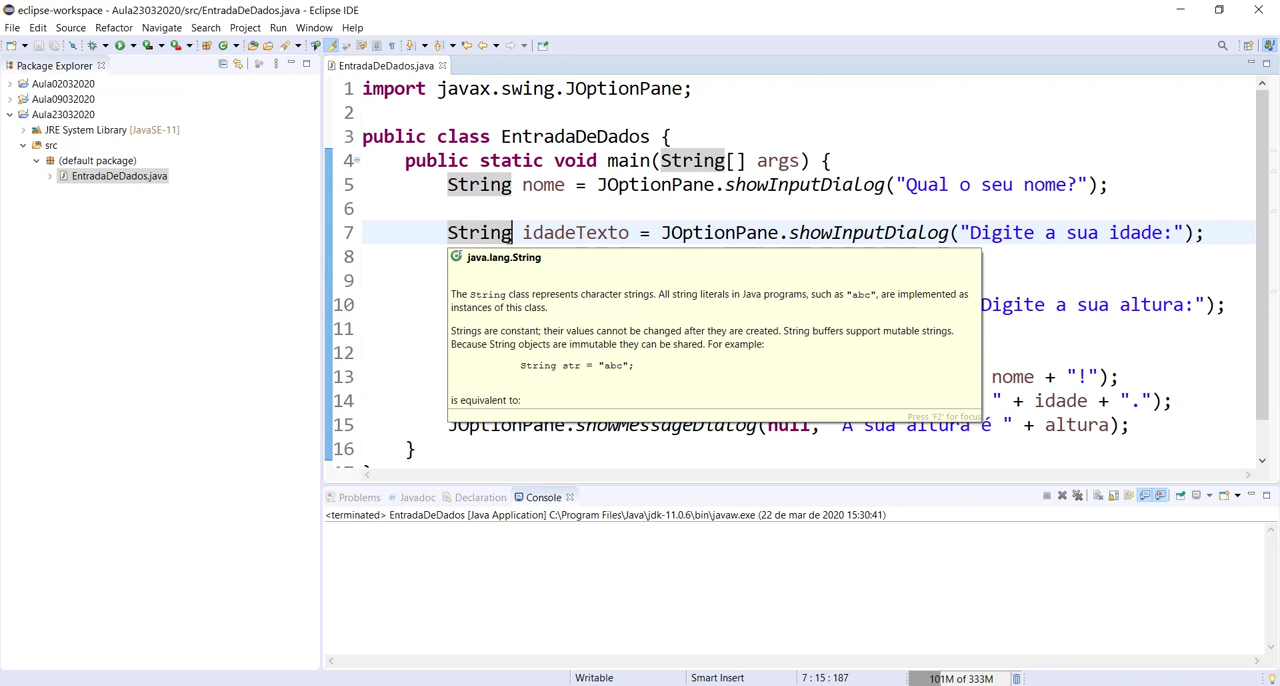 eclipse-workspace - Aula23032020/src/EntradaDeDados.java - Eclipse IDE
File Edit Source Refactor Navigate Search Project Run Window Help
Package Explorer
Aula02032020
Aula09032020
Aula23032020
JRE System Library [JavaSE-11]
src
(default package)
EntradaDeDados.java
EntradaDeDados.java
1 import javax.swing.JOptionPane;
2
3 public class EntradaDeDados {
4 public static void main(String[] args) {
5 String nome = JOptionPane.showInputDialog("Qual o seu nome?");
6
7 String idadeTexto = JOptionPane.showInputDialog("Digite a sua idade:");
8
9
10 Digite a sua altura:");
11
12
13 nome + "!");
14 " + idade + ".");
15 JOptionPane.showMessageDialog(null, "A sua altura é " + altura);
16 }
java.lang.String
The String class represents character strings. All string literals in Java programs, such as "abc", are implemented as
instances of this class.
Strings are constant; their values cannot be changed after they are created. String buffers support mutable strings.
Because String objects are immutable they can be shared. For example:
String str = "abc";
is equivalent to:
Press 'F2' for focus
Problems Javadoc Declaration Console
<terminated> EntradaDeDados [Java Application] C:\Program Files\Java\jdk-11.0.6\bin\javaw.exe (22 de mar de 2020 15:30:41)
Writable Smart Insert 7 : 15 : 187 101M of 333M